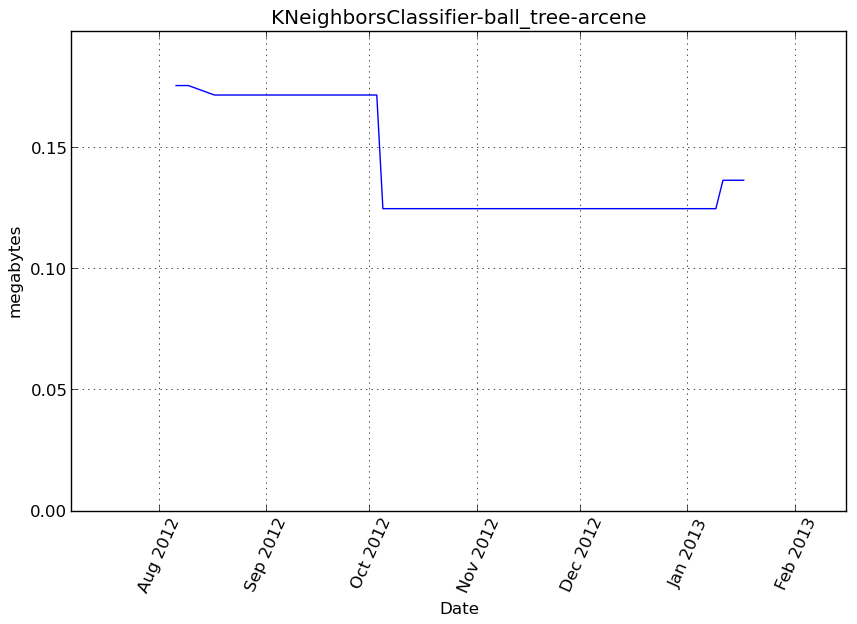 KNeighborsClassifier-ball_tree-arcene
megabytes
0.15
0.10
0.05
0.00
Aug 2012
Sep 2012
Oct 2012
Nov 2012
Dec 2012
Jan 2013
Feb 2013
Date